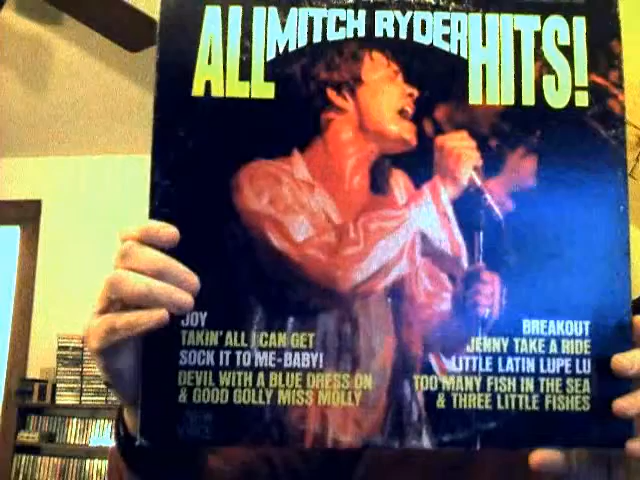 ALL MITCH RYDER HITS!
JOY
TAKIN' ALL I CAN GET
SOCK IT TO ME-BABY!
DEVIL WITH A BLUE DRESS ON
& GOOD GOLLY MISS MOLLY
BREAKOUT
JENNY TAKE A RIDE
LITTLE LATIN LUPE LU
TOO MANY FISH IN THE SEA
& THREE LITTLE FISHES